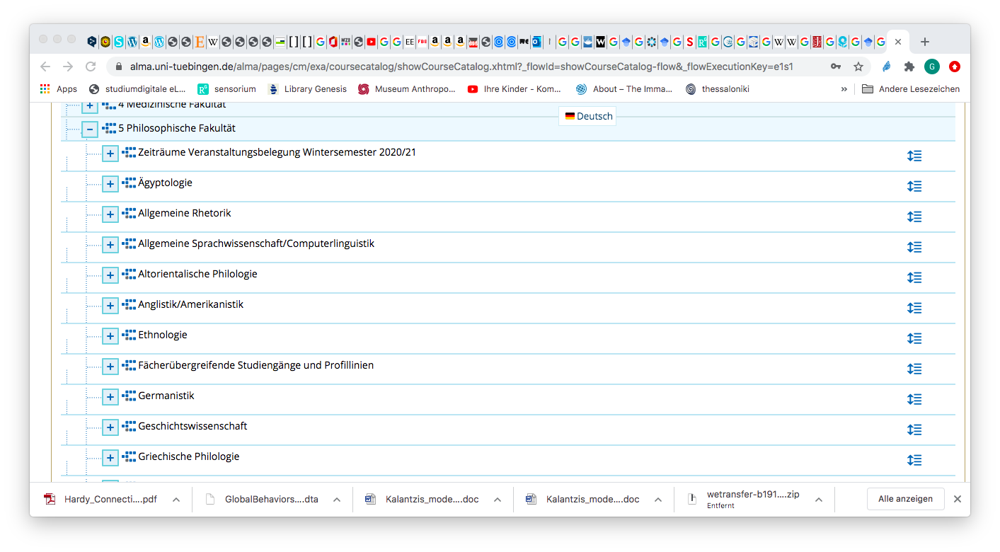 alma.uni-tuebingen.de/alma/pages/cm/exa/coursecatalog/showCourseCatalog.xhtml?_flowId=showCourseCatalog-flow&_flowExecutionKey=e1s1
G
Apps studiumdigitale eL... sensorium Library Genesis Museum Anthropo... Ihre Kinder - Kom... About – The Imma... thessaloniki » Andere Lesezeichen
4 Medizinische Fakultät
Deutsch
5 Philosophische Fakultät
Zeiträume Veranstaltungsbelegung Wintersemester 2020/21
Ägyptologie
Allgemeine Rhetorik
Allgemeine Sprachwissenschaft/Computerlinguistik
Altorientalische Philologie
Anglistik/Amerikanistik
Ethnologie
Fächerübergreifende Studiengänge und Profillinien
Germanistik
Geschichtswissenschaft
Griechische Philologie
Hardy_Connecti....pdf GlobalBehaviors....dta Kalantzis_mode....doc Kalantzis_mode....doc wetransfer-b191....zip Alle anzeigen
Entfernt